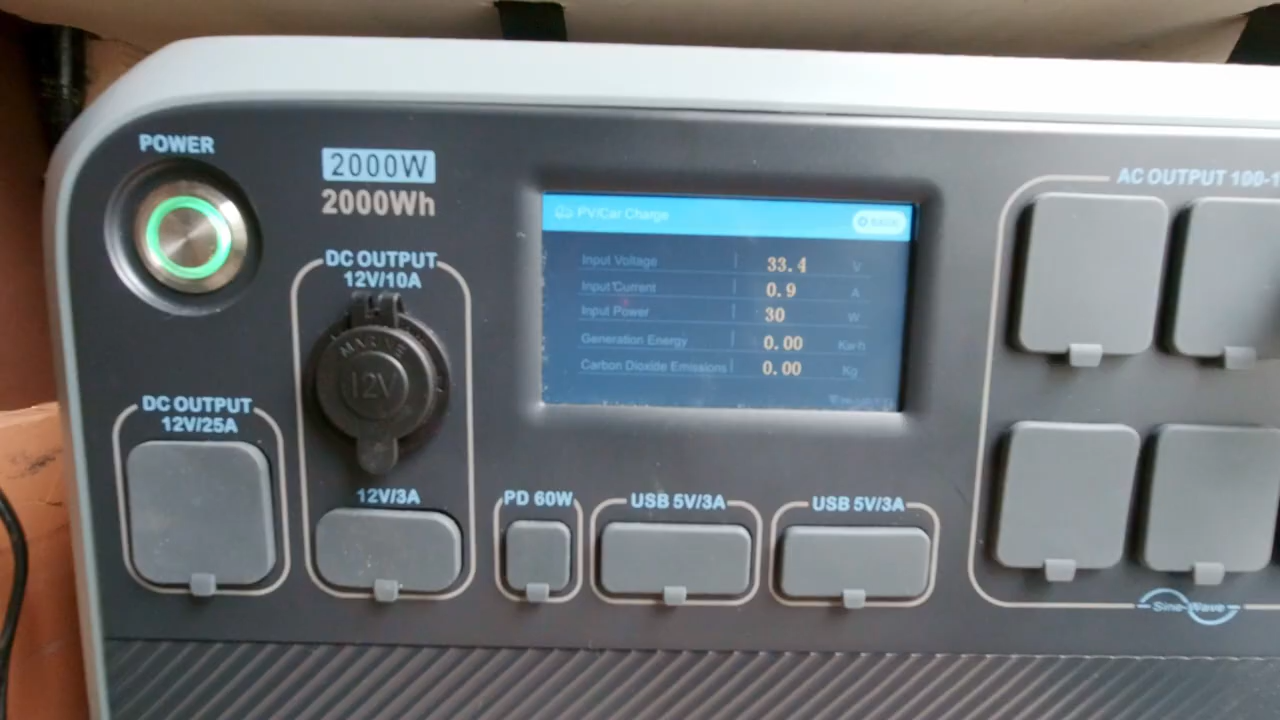 POWER
2000W
2000Wh
DC OUTPUT
12V/10A
MARINE
12V
DC OUTPUT
12V/25A
12V/3A
PV/Car Charge
BACK
Input Voltage 33.4 V
Input Current 0.9 A
Input Power 30 W
Generation Energy 0.00
Carbon Dioxide Emissions 0.00 Kg
PD 60W
USB 5V/3A
USB 5V/3A
AC OUTPUT 100-1
Sine Wave